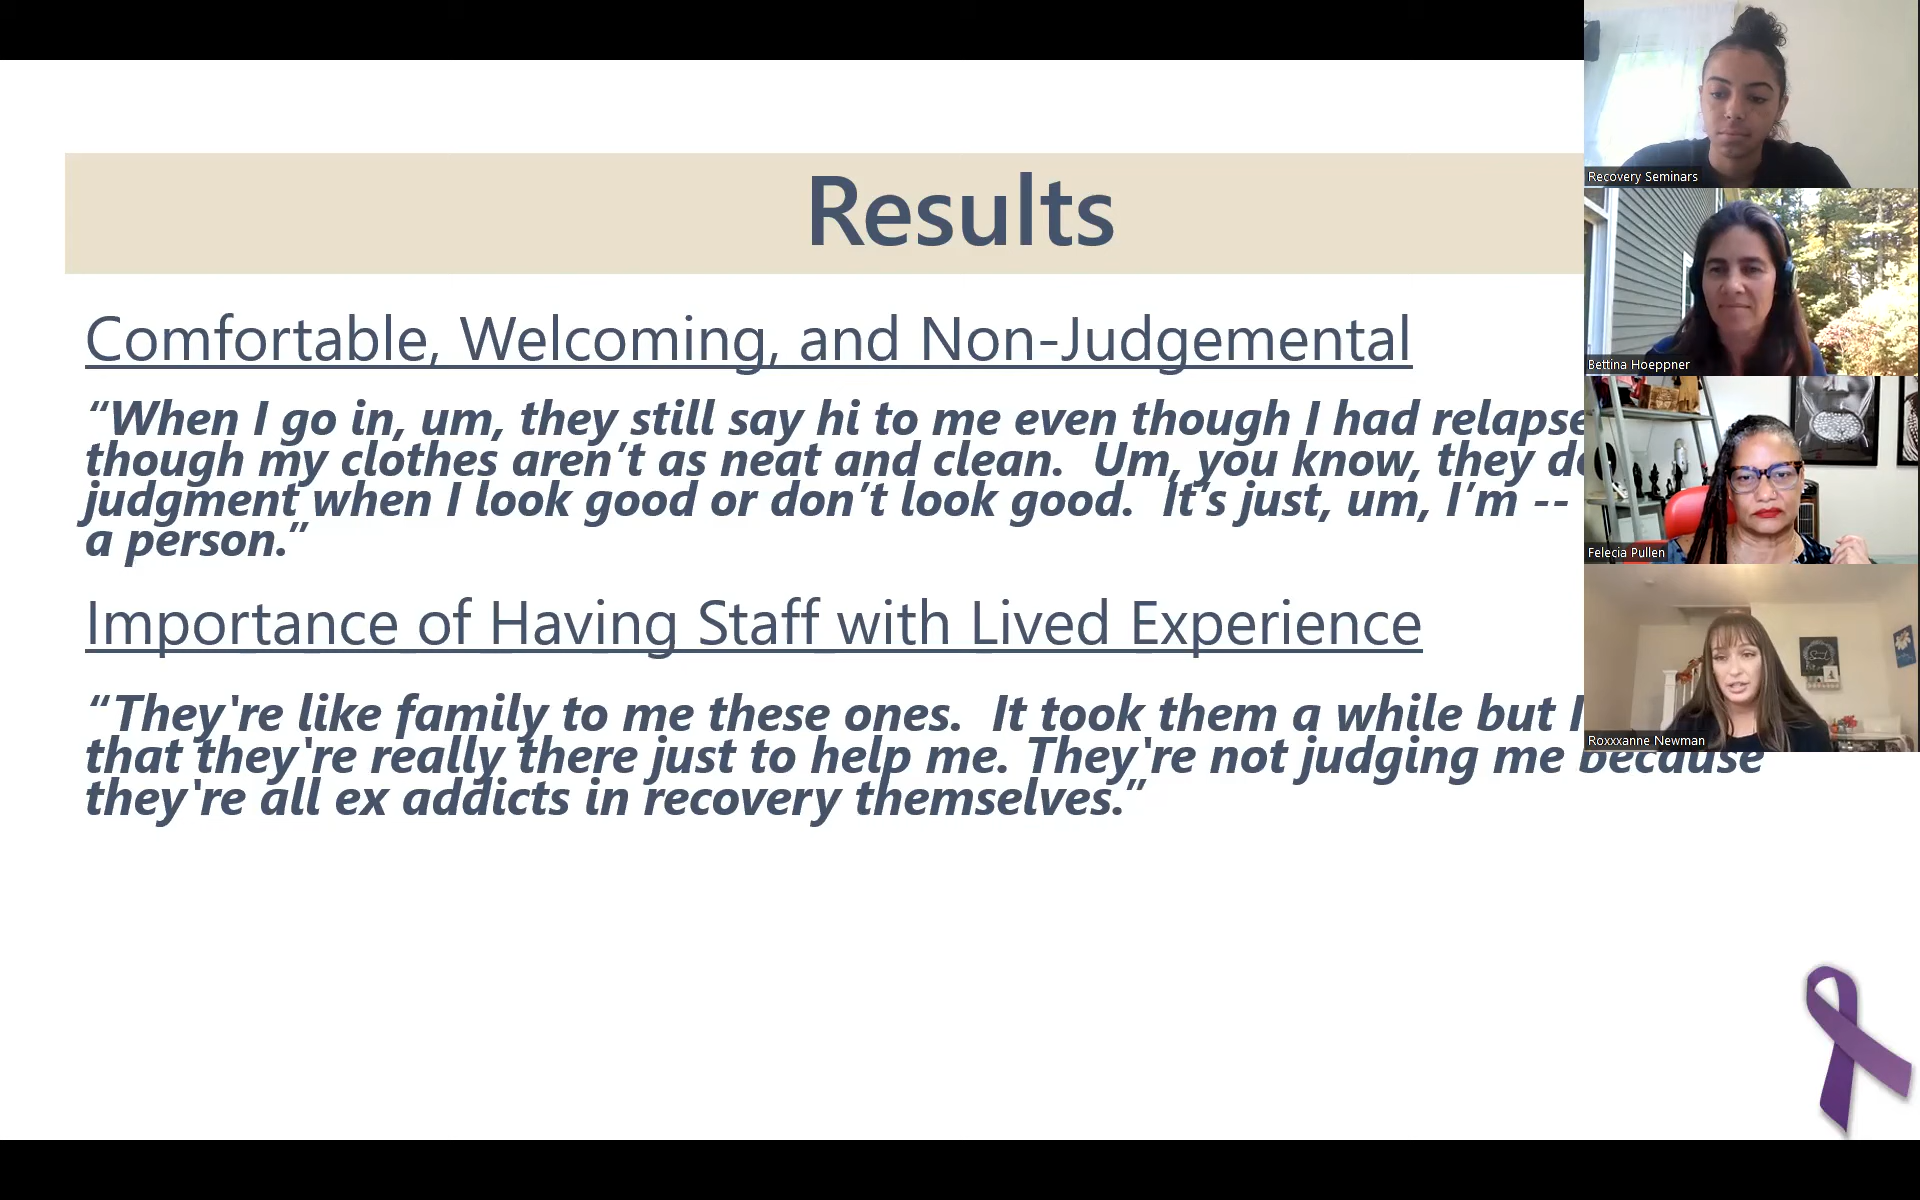 Results
Comfortable, Welcoming, and Non-Judgemental
“When I go in, um, they still say hi to me even though I had relapse
though my clothes aren’t as neat and clean.  Um, you know, they
judgment when I look good or don’t look good.  It’s just, um, I’m --
a person.”
Importance of Having Staff with Lived Experience
“They're like family to me these ones.  It took them a while but I
that they're really there just to help me. They're not judging me because
they're all ex addicts in recovery themselves.”
Recovery Seminars
Bettina Hoeppner
Felecia Pullen
Roxxxanne Newman